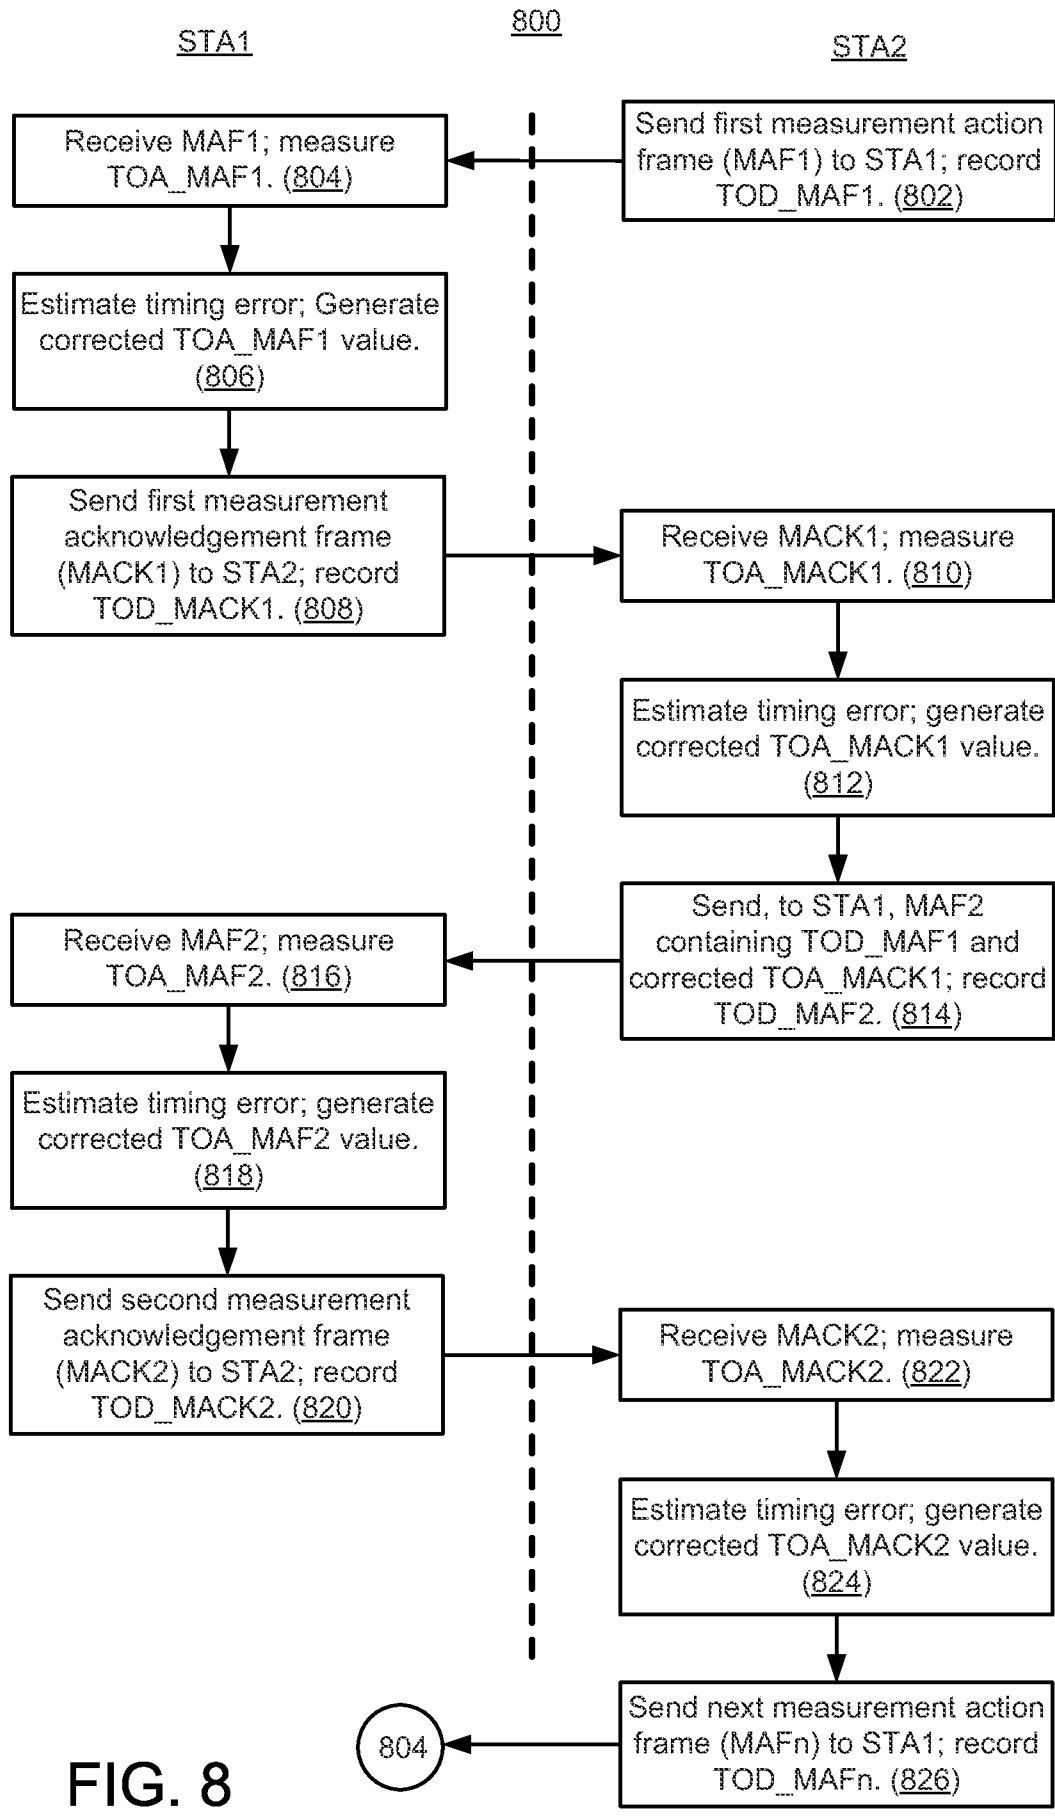 800
STA1
STA2
Send first measurement action
frame (MAF1) to STA1; record
TOD_MAF1. (802)
Receive MAF1; measure
TOA_MAF1. (804)
Estimate timing error; Generate
corrected TOA_MAF1 value.
(806)
Send first measurement
acknowledgement frame
(MACK1) to STA2; record
TOD_MACK1. (808)
Receive MACK1; measure
TOA_MACK1. (810)
Estimate timing error; generate
corrected TOA_MACK1 value.
(812)
Send, to STA1, MAF2
containing TOD_MAF1 and
corrected TOA_MACK1; record
TOD_MAF2. (814)
Receive MAF2; measure
TOA_MAF2. (816)
Estimate timing error; generate
corrected TOA_MAF2 value.
(818)
Send second measurement
acknowledgement frame
(MACK2) to STA2; record
TOD_MACK2. (820)
Receive MACK2; measure
TOA_MACK2. (822)
Estimate timing error; generate
corrected TOA_MACK2 value.
(824)
Send next measurement action
frame (MAFn) to STA1; record
TOD_MAFn. (826)
804
FIG. 8